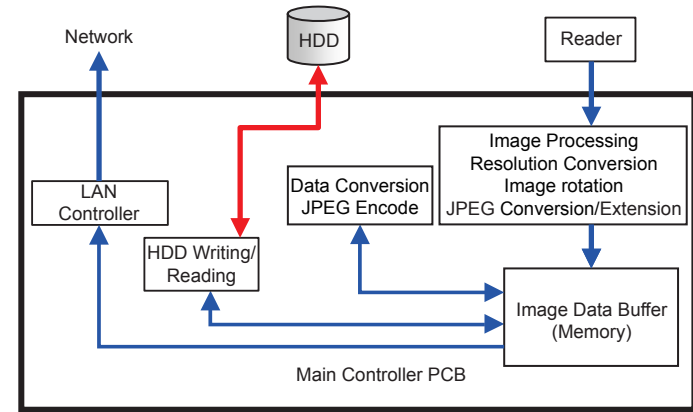 Network
HDD
Reader
Image Processing
Resolution Conversion
Image rotation
JPEG Conversion/Extension
Data Conversion
JPEG Encode
LAN
Controller
HDD Writing/
Reading
Image Data Buffer
(Memory)
Main Controller PCB